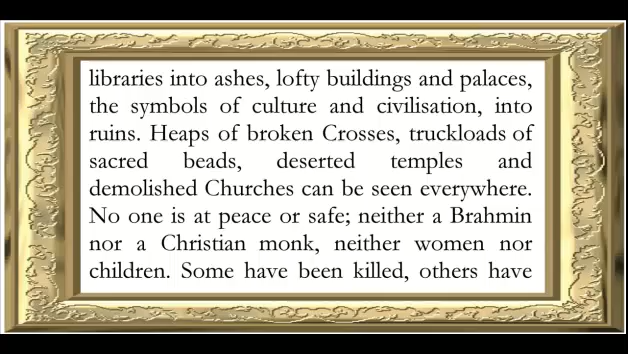 libraries into ashes, lofty buildings and palaces,
the symbols of culture and civilisation, into
ruins. Heaps of broken Crosses, truckloads of
sacred beads, deserted temples and
demolished Churches can be seen everywhere.
No one is at peace or safe; neither a Brahmin
nor a Christian monk, neither women nor
children. Some have been killed, others have